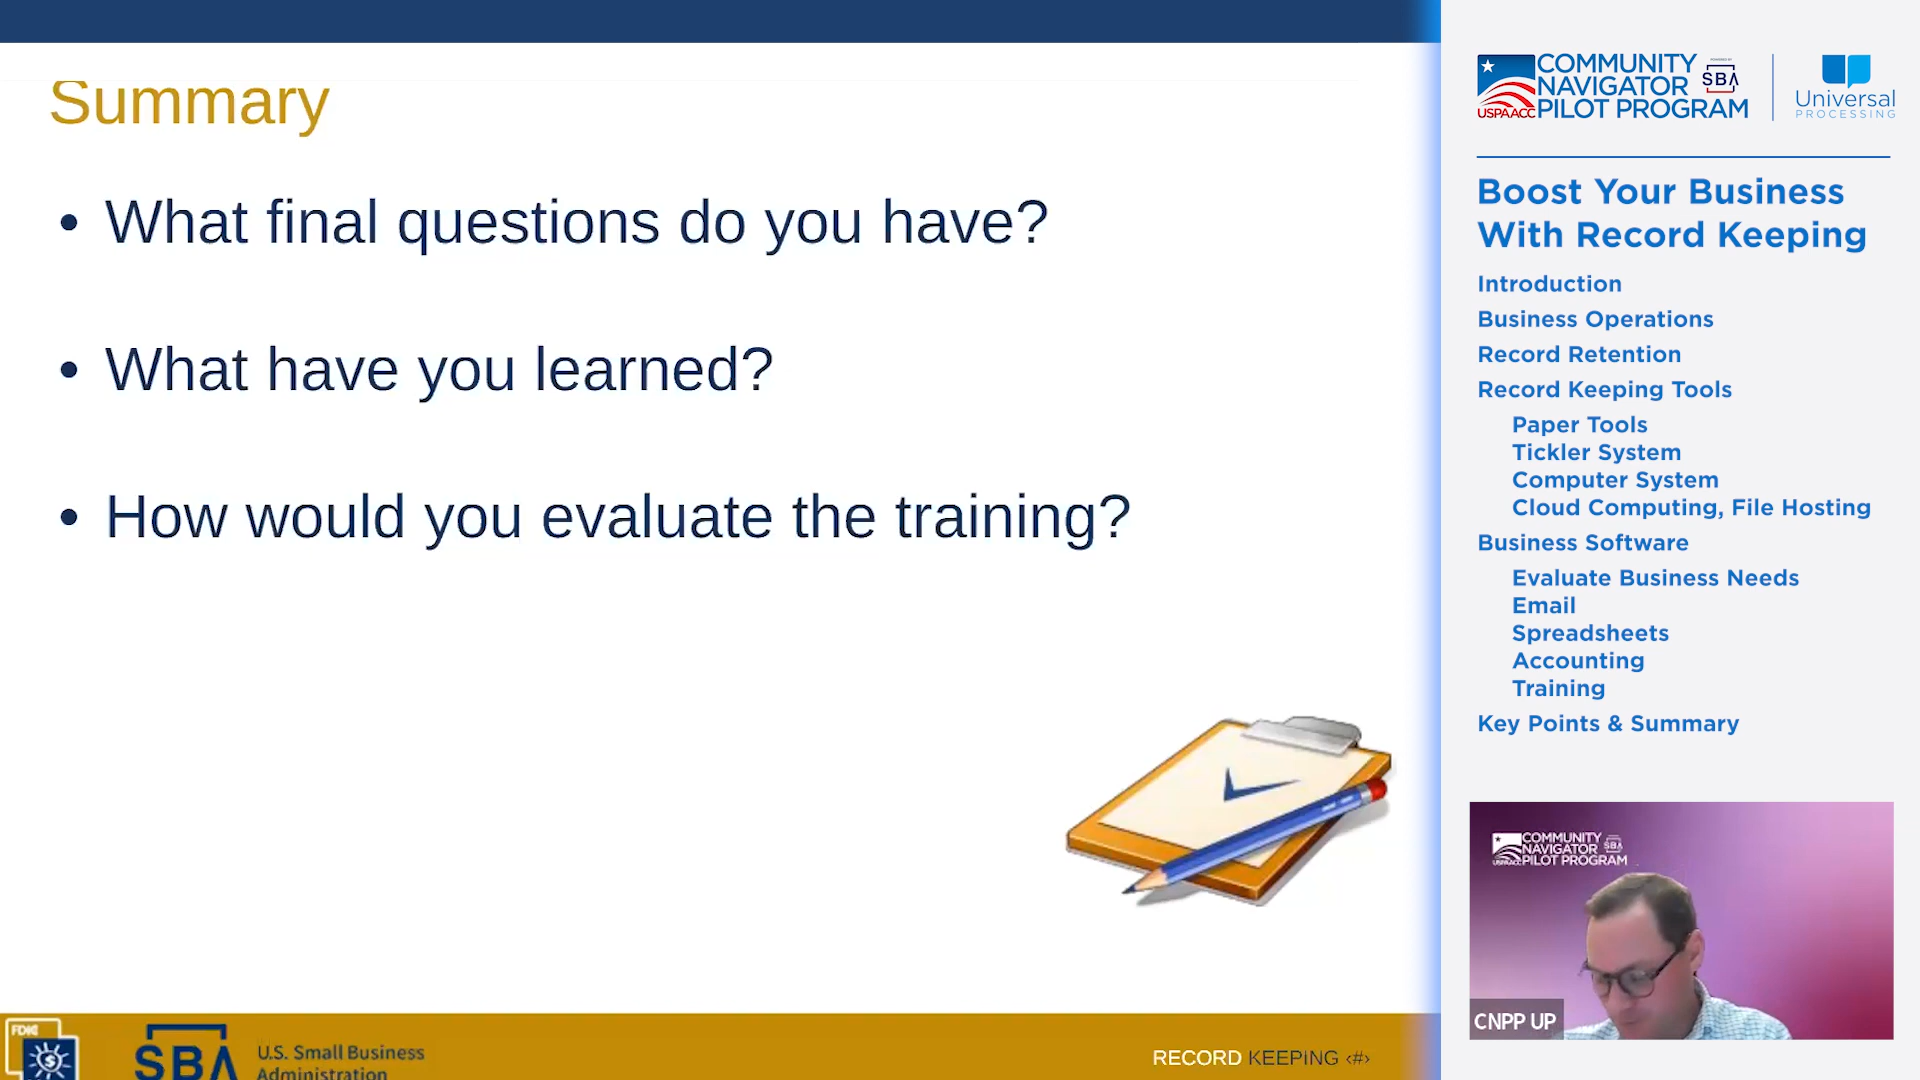 Summary
• What final questions do you have?
• What have you learned?
• How would you evaluate the training?
FDIC
SBA
U.S. Small Business
Administration
RECORD KEEPING ‹#›
USPAACC
COMMUNITY
NAVIGATOR
PILOT PROGRAM
SBA
Universal
PROCESSING
Boost Your Business
With Record Keeping
Introduction
Business Operations
Record Retention
Record Keeping Tools
Paper Tools
Tickler System
Computer System
Cloud Computing, File Hosting
Business Software
Evaluate Business Needs
Email
Spreadsheets
Accounting
Training
Key Points & Summary
COMMUNITY
NAVIGATOR
PILOT PROGRAM
USPAACC
SBA
CNPP UP